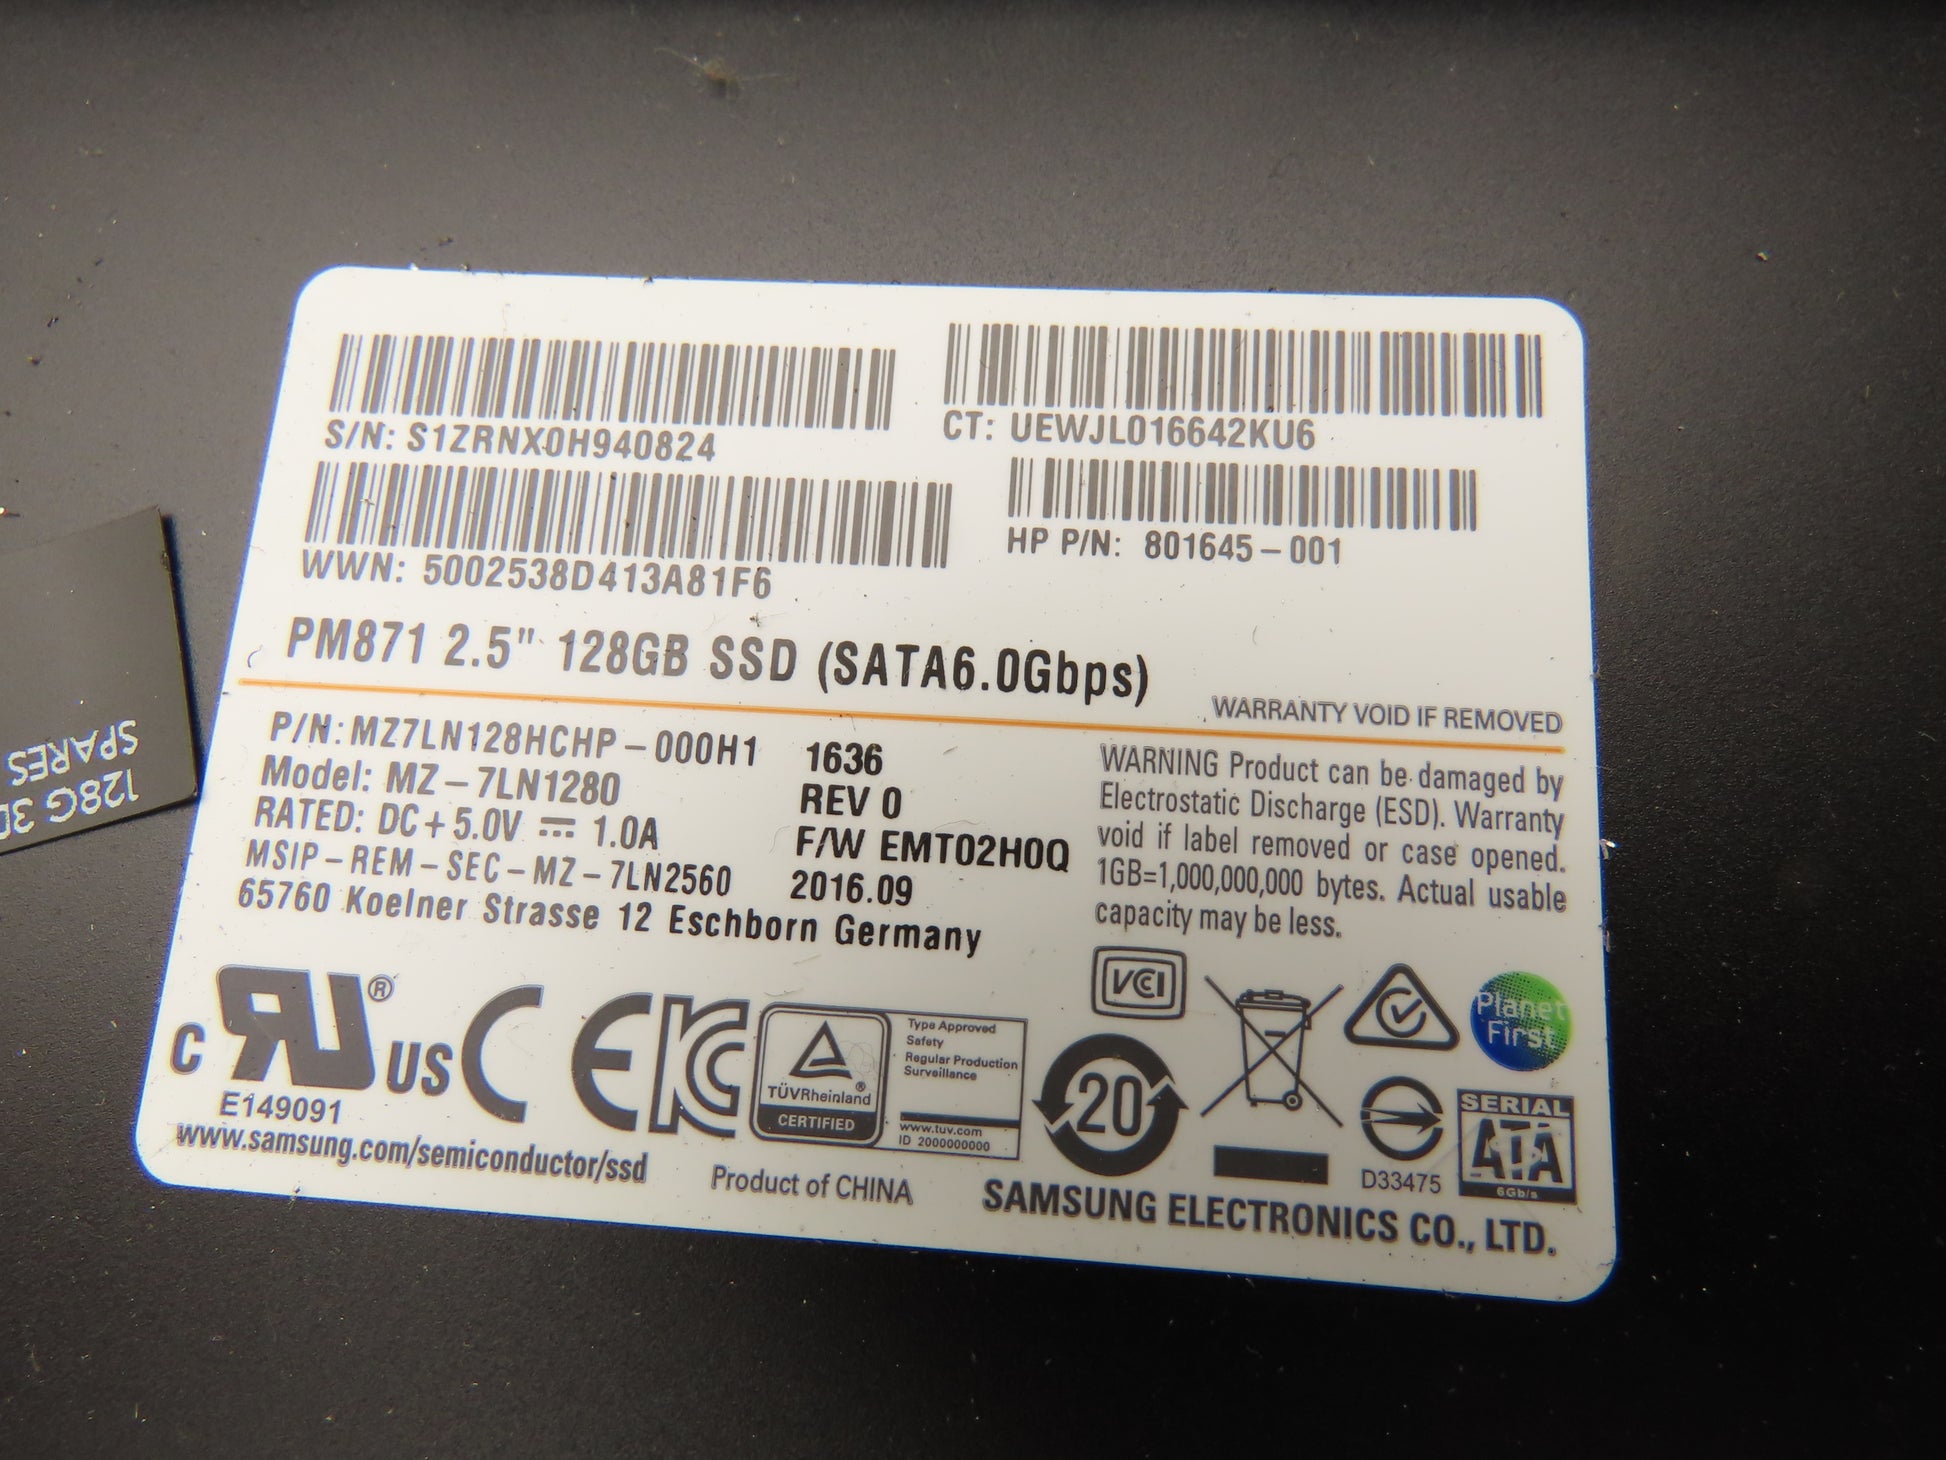 S/N: S1ZRNX0H940824
CT: UEWJL016642KU6
WWN: 5002538D413A81F6
HP P/N: 801645-001
PM871 2.5" 128GB SSD (SATA6.0Gbps)
WARRANTY VOID IF REMOVED
P/N: MZ7LN128HCHP-000H1
1636
Model: MZ-7LN1280
REV 0
RATED: DC+5.0V ⎓ 1.0A
F/W EMT02H0Q
MSIP-REM-SEC-MZ-7LN2560
2016.09
65760 Koelner Strasse 12 Eschborn Germany
WARNING Product can be damaged by
Electrostatic Discharge (ESD). Warranty
void if label removed or case opened.
1GB=1,000,000,000 bytes. Actual usable
capacity may be less.
C RU® US
E149091
CE
KC
TÜVRheinland®
CERTIFIED
Type Approved
Safety
Regular Production
Surveillance
www.tuv.com
ID 2000000000
VCI
20
Planet
First
D33475
SERIAL
ATA
6Gb/s
www.samsung.com/semiconductor/ssd
Product of CHINA
SAMSUNG ELECTRONICS CO., LTD.
128G 3D
SPARES